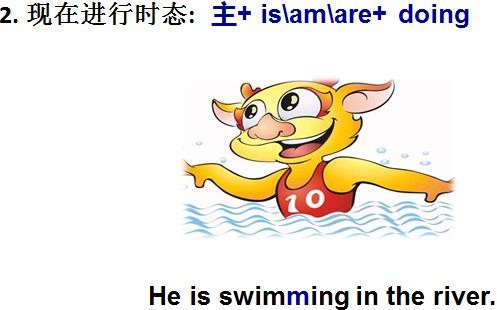 2. 现在进行时态: 主+ is\am\are+ doing
10
He is swimming in the river.